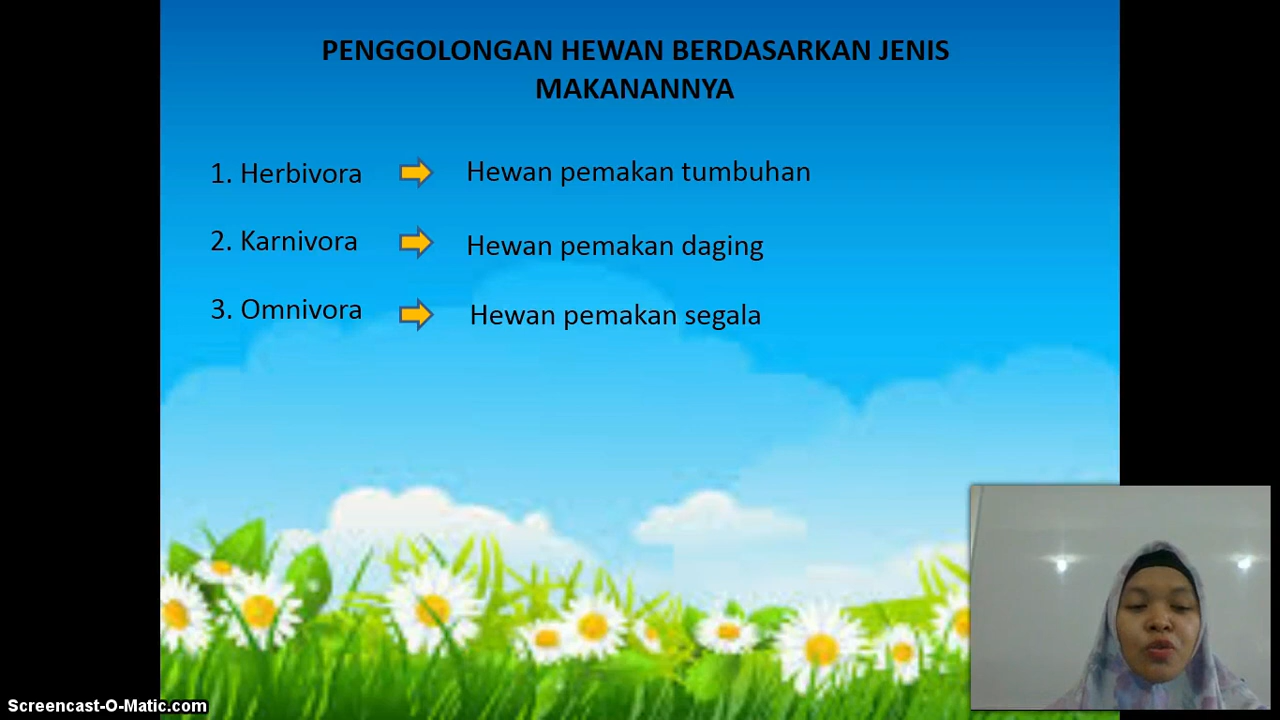 PENGGOLONGAN HEWAN BERDASARKAN JENIS
MAKANANNYA
1. Herbivora Hewan pemakan tumbuhan
2. Karnivora Hewan pemakan daging
3. Omnivora Hewan pemakan segala
Screencast-O-Matic.com